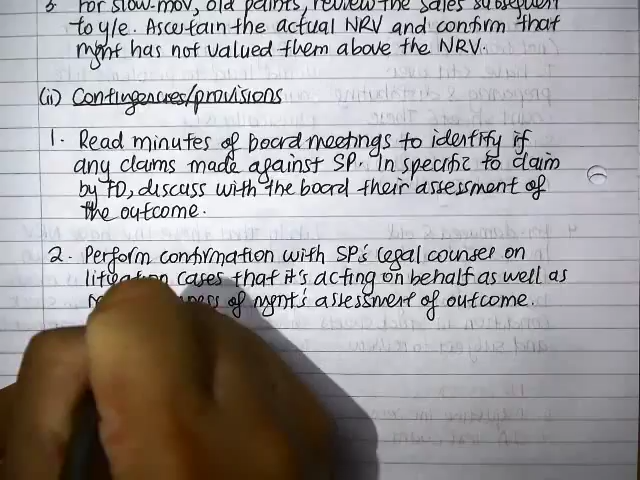 3. For slow-mov, old paints, review the sales subsequent
to y/e. Ascertain the actual NRV and confirm that
mgmt has not valued them above the NRV.
(ii) Contingencies/provisions
1. Read minutes of board meetings to identify if
any claims made against SP. In specific to claim
by FD, discuss with the board their assessment of
the outcome.
2. Perform confirmation with SP's legal counsel on
litigation cases that it's acting on behalf as well as
of mgmt's assessment of outcome.